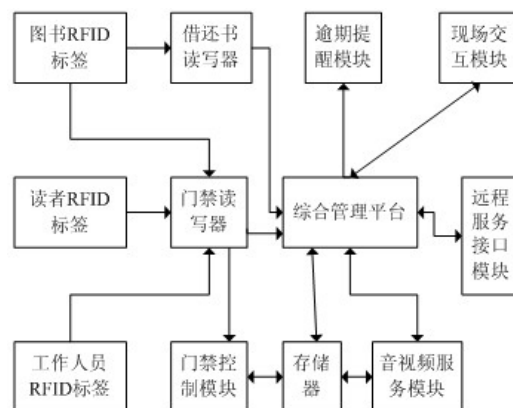 图书RFID
标签
借还书
读写器
逾期提
醒模块
现场交
互模块
读者RFID
标签
门禁读
写器
综合管理平台
远程
服务
接口
模块
工作人员
RFID标签
门禁控
制模块
存储
器
音视频服
务模块